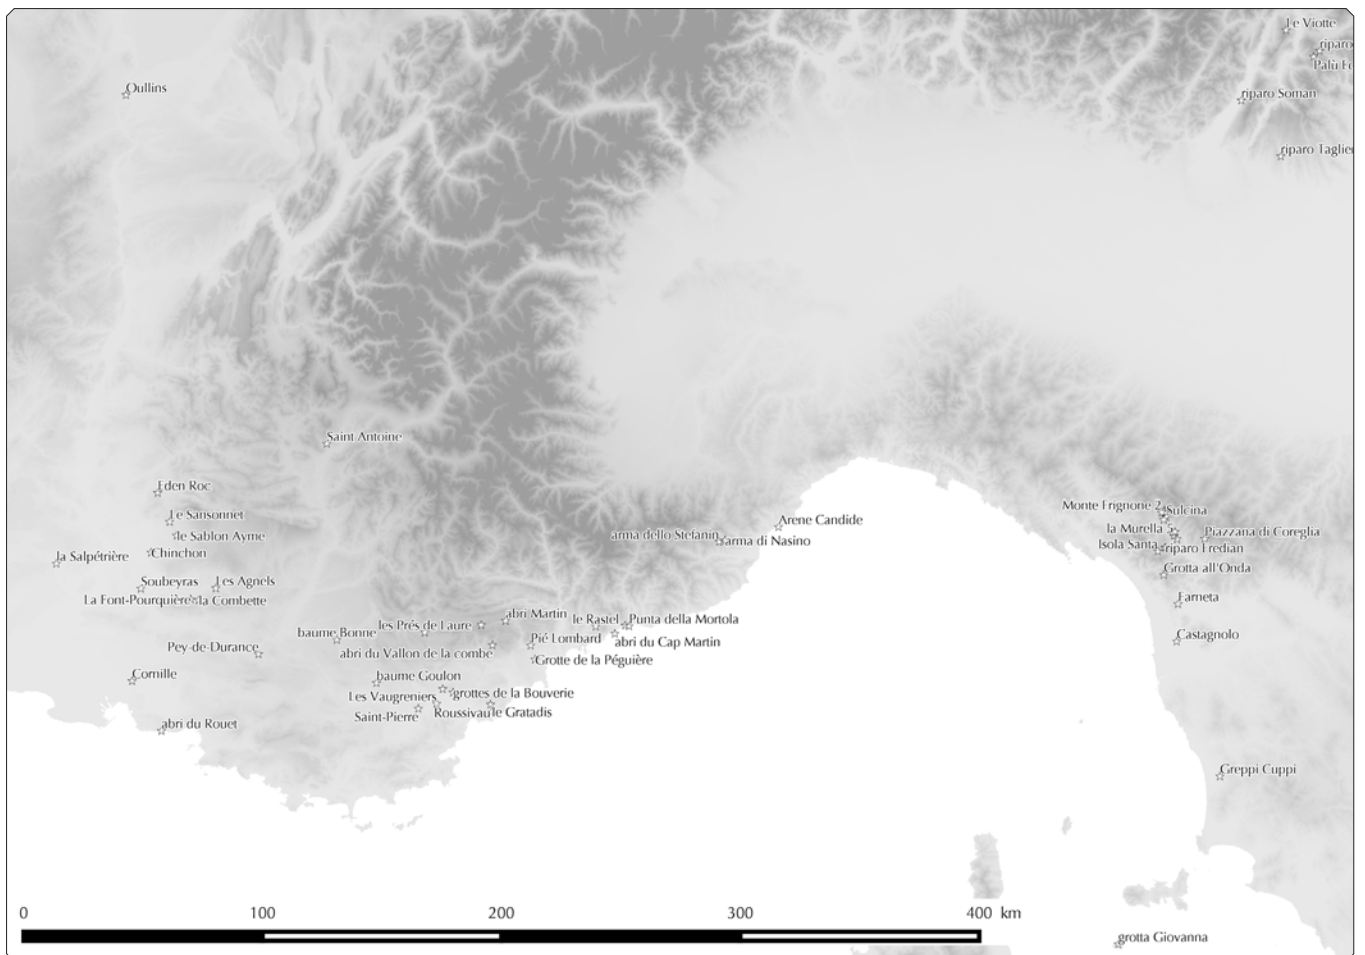 Le Viotte
riparo
Palù Ec
Oullins
riparo Soman
riparo Taglie
Saint Antoine
Eden Roc
Le Sansonnet
le Sablon Ayme
Chinchon
la Salpétrière
Soubeyras
Les Agnels
La Font-Pourquière
la Combette
Monte Frignone 2
Sulcina
la Murella
Piazzana di Coreglia
Isola Santa
riparo Fredian
Grotta all'Onda
Farneta
Castagnolo
Arene Candide
arma dello Stefanin
arma di Nasino
abri Martin
le Rastel
Punta della Mortola
les Prés de Laure
baume Bonne
Pié Lombard
abri du Cap Martin
Pey-de-Durance
abri du Vallon de la combe
Grotte de la Péguière
Cornille
baume Goulon
Les Vaugreniers
grottes de la Bouverie
Saint-Pierre
Roussivau
le Gratadis
abri du Rouet
Greppi Cuppi
0 100 200 300 400 km
grotta Giovanna